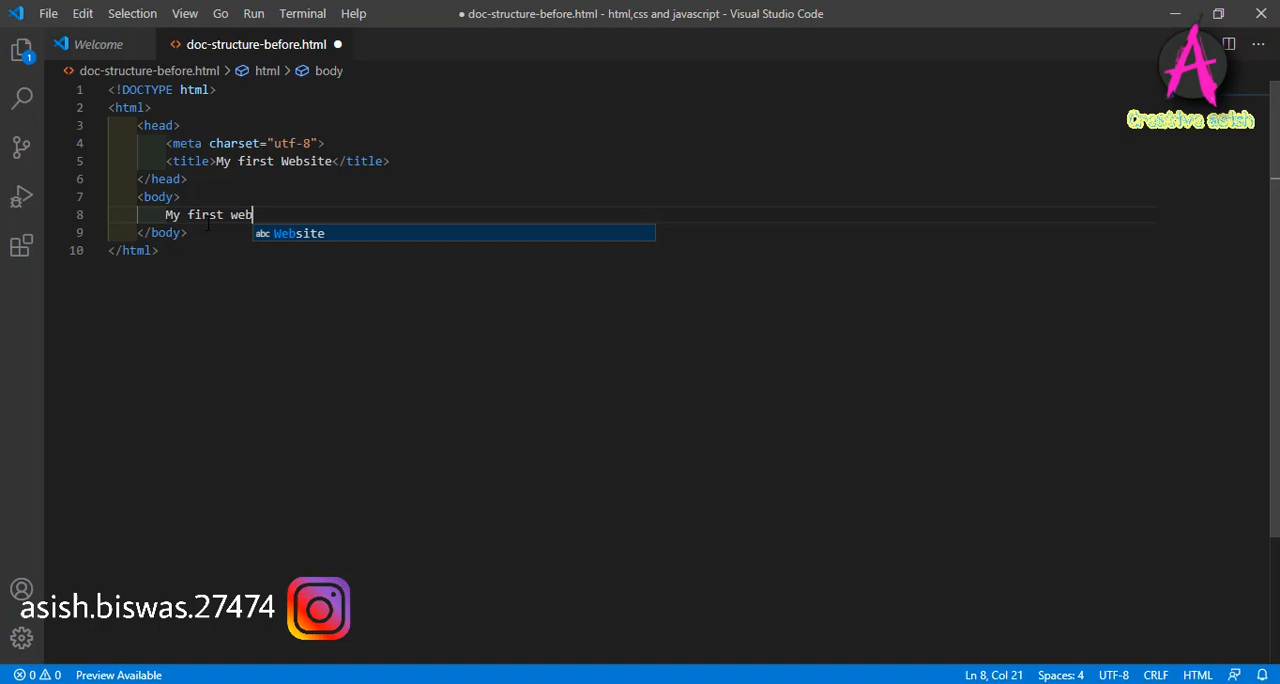 File Edit Selection View Go Run Terminal Help ● doc-structure-before.html - html,css and javascript - Visual Studio Code
Welcome doc-structure-before.html ●
doc-structure-before.html > html > body
1 <!DOCTYPE html>
2 <html>
3 <head>
4 <meta charset="utf-8">
5 <title>My first Website</title>
6 </head>
7 <body>
8 My first web
9 </body>
abc Website
10 </html>
A
Creativa asish
1
asish.biswas.27474
0 0 Preview Available Ln 8, Col 21 Spaces: 4 UTF-8 CRLF HTML